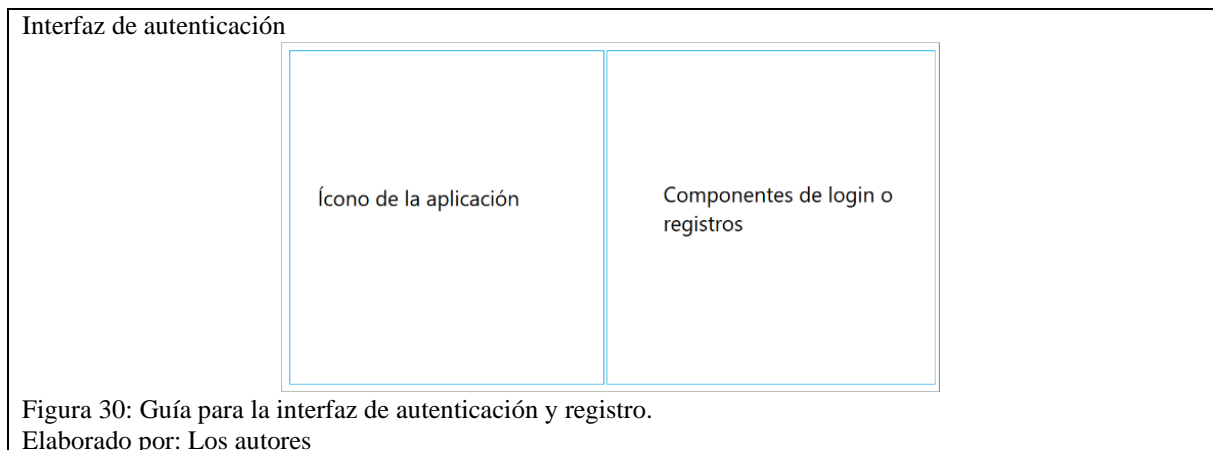 Interfaz de autenticación
Ícono de la aplicación
Componentes de login o
registros
Figura 30: Guía para la interfaz de autenticación y registro.
Elaborado por: Los autores